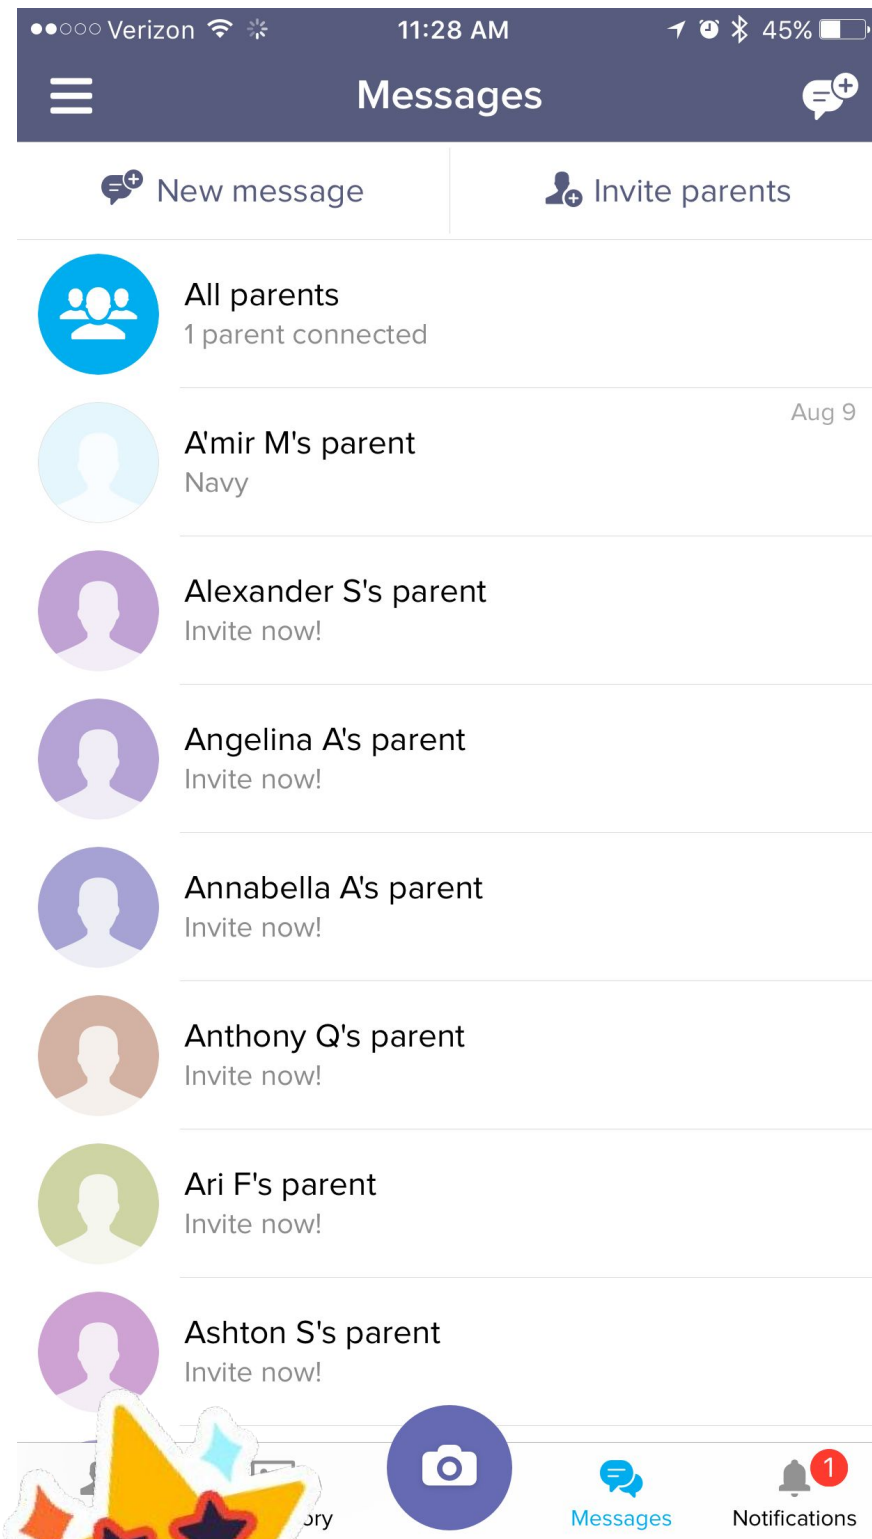 Verizon 11:28 AM 45%
Messages
New message Invite parents
All parents
1 parent connected
Aug 9
A'mir M's parent
Navy
Alexander S's parent
Invite now!
Angelina A's parent
Invite now!
Annabella A's parent
Invite now!
Anthony Q's parent
Invite now!
Ari F's parent
Invite now!
Ashton S's parent
Invite now!
1
Messages Notifications